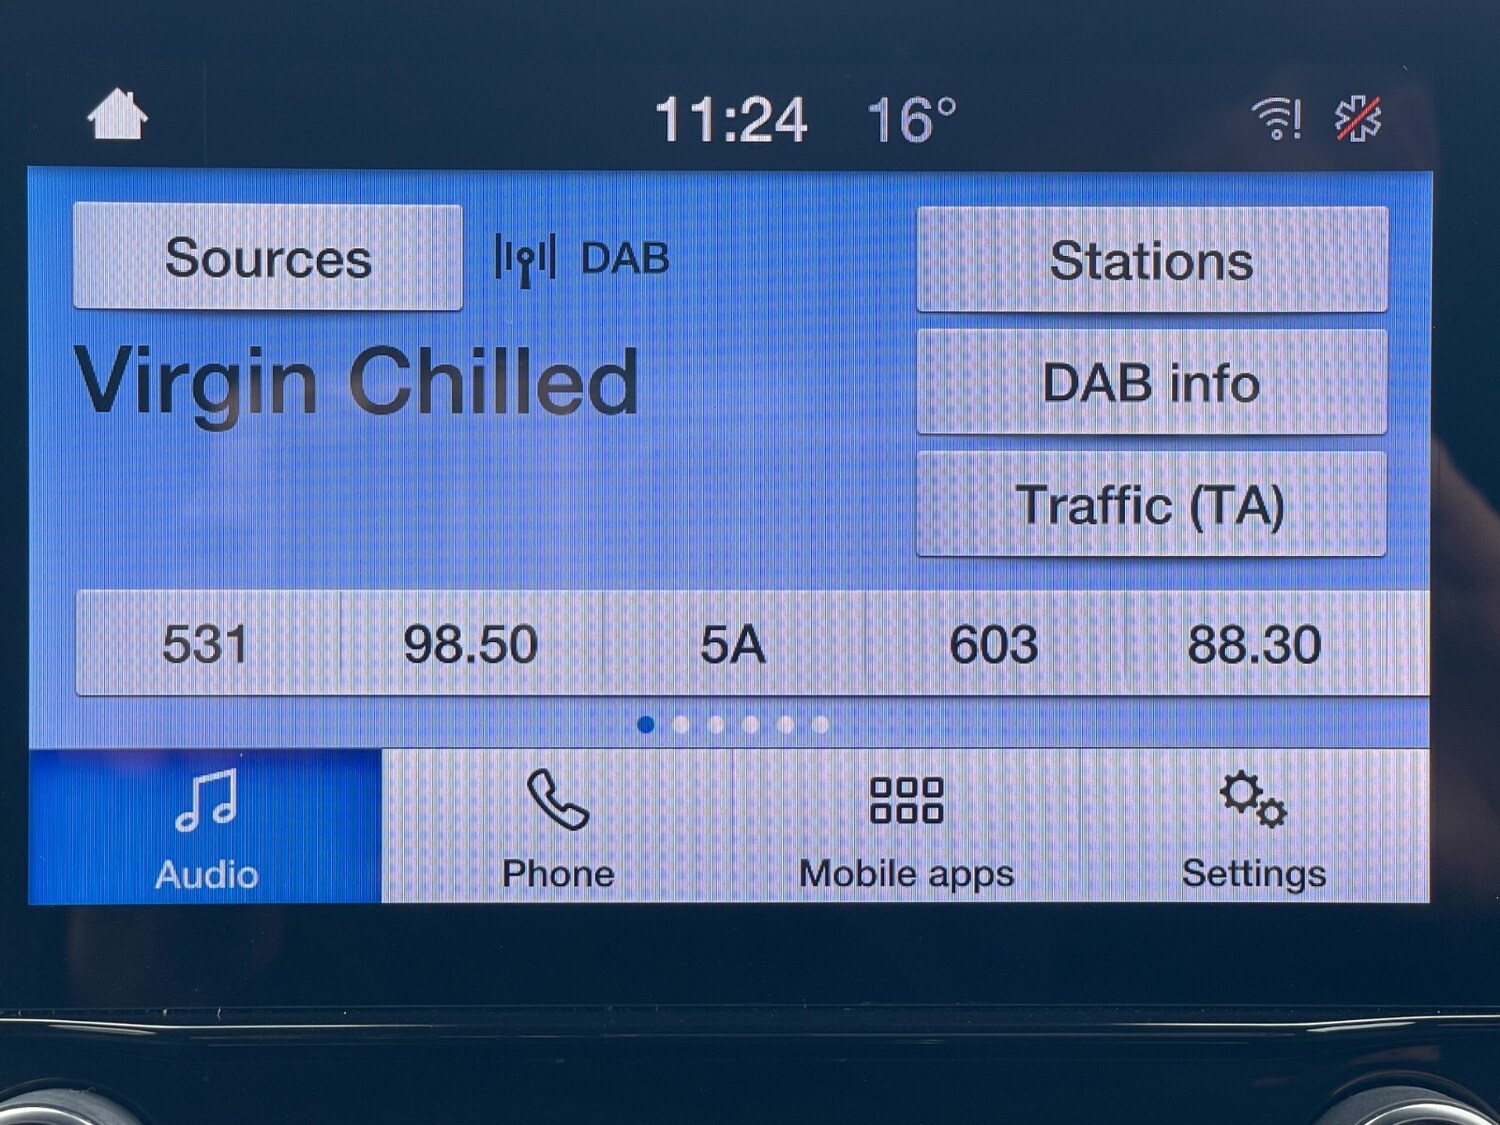 11:24 16°
Sources DAB Stations
Virgin Chilled
DAB info
Traffic (TA)
531 98.50 5A 603 88.30
Audio Phone Mobile apps Settings